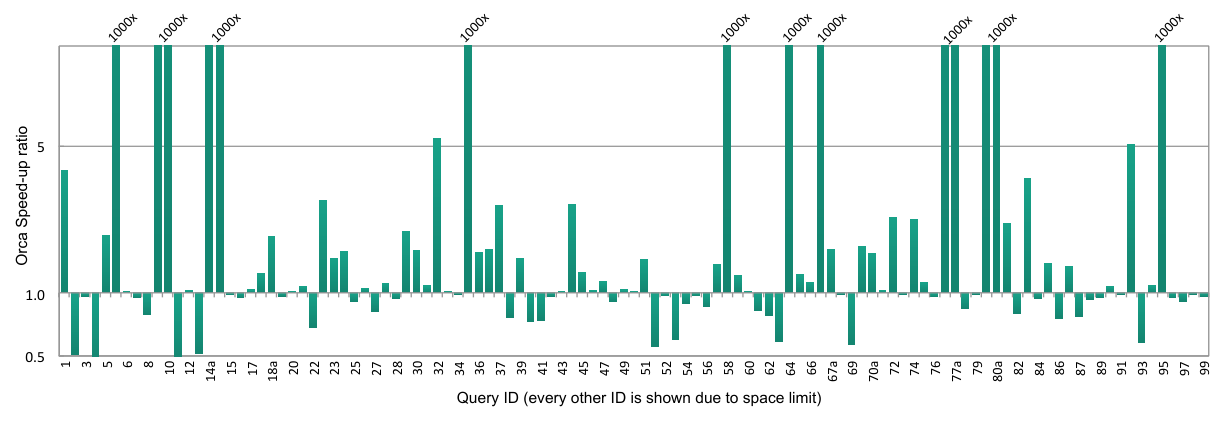 1000x 1000x 1000x 1000x 1000x 1000x 1000x 1000x 1000x 1000x
Orca Speed-up ratio
5
1.0
0.5
1 3 5 6 8 10 12 14a 15 17 18a 20 22 23 25 27 28 30 32 34 36 37 39 41 43 45 47 49 51 52 54 56 58 60 62 64 66 67a 69 70a 72 74 76 77a 79 80a 82 84 86 87 89 91 93 95 97 99
Query ID (every other ID is shown due to space limit)